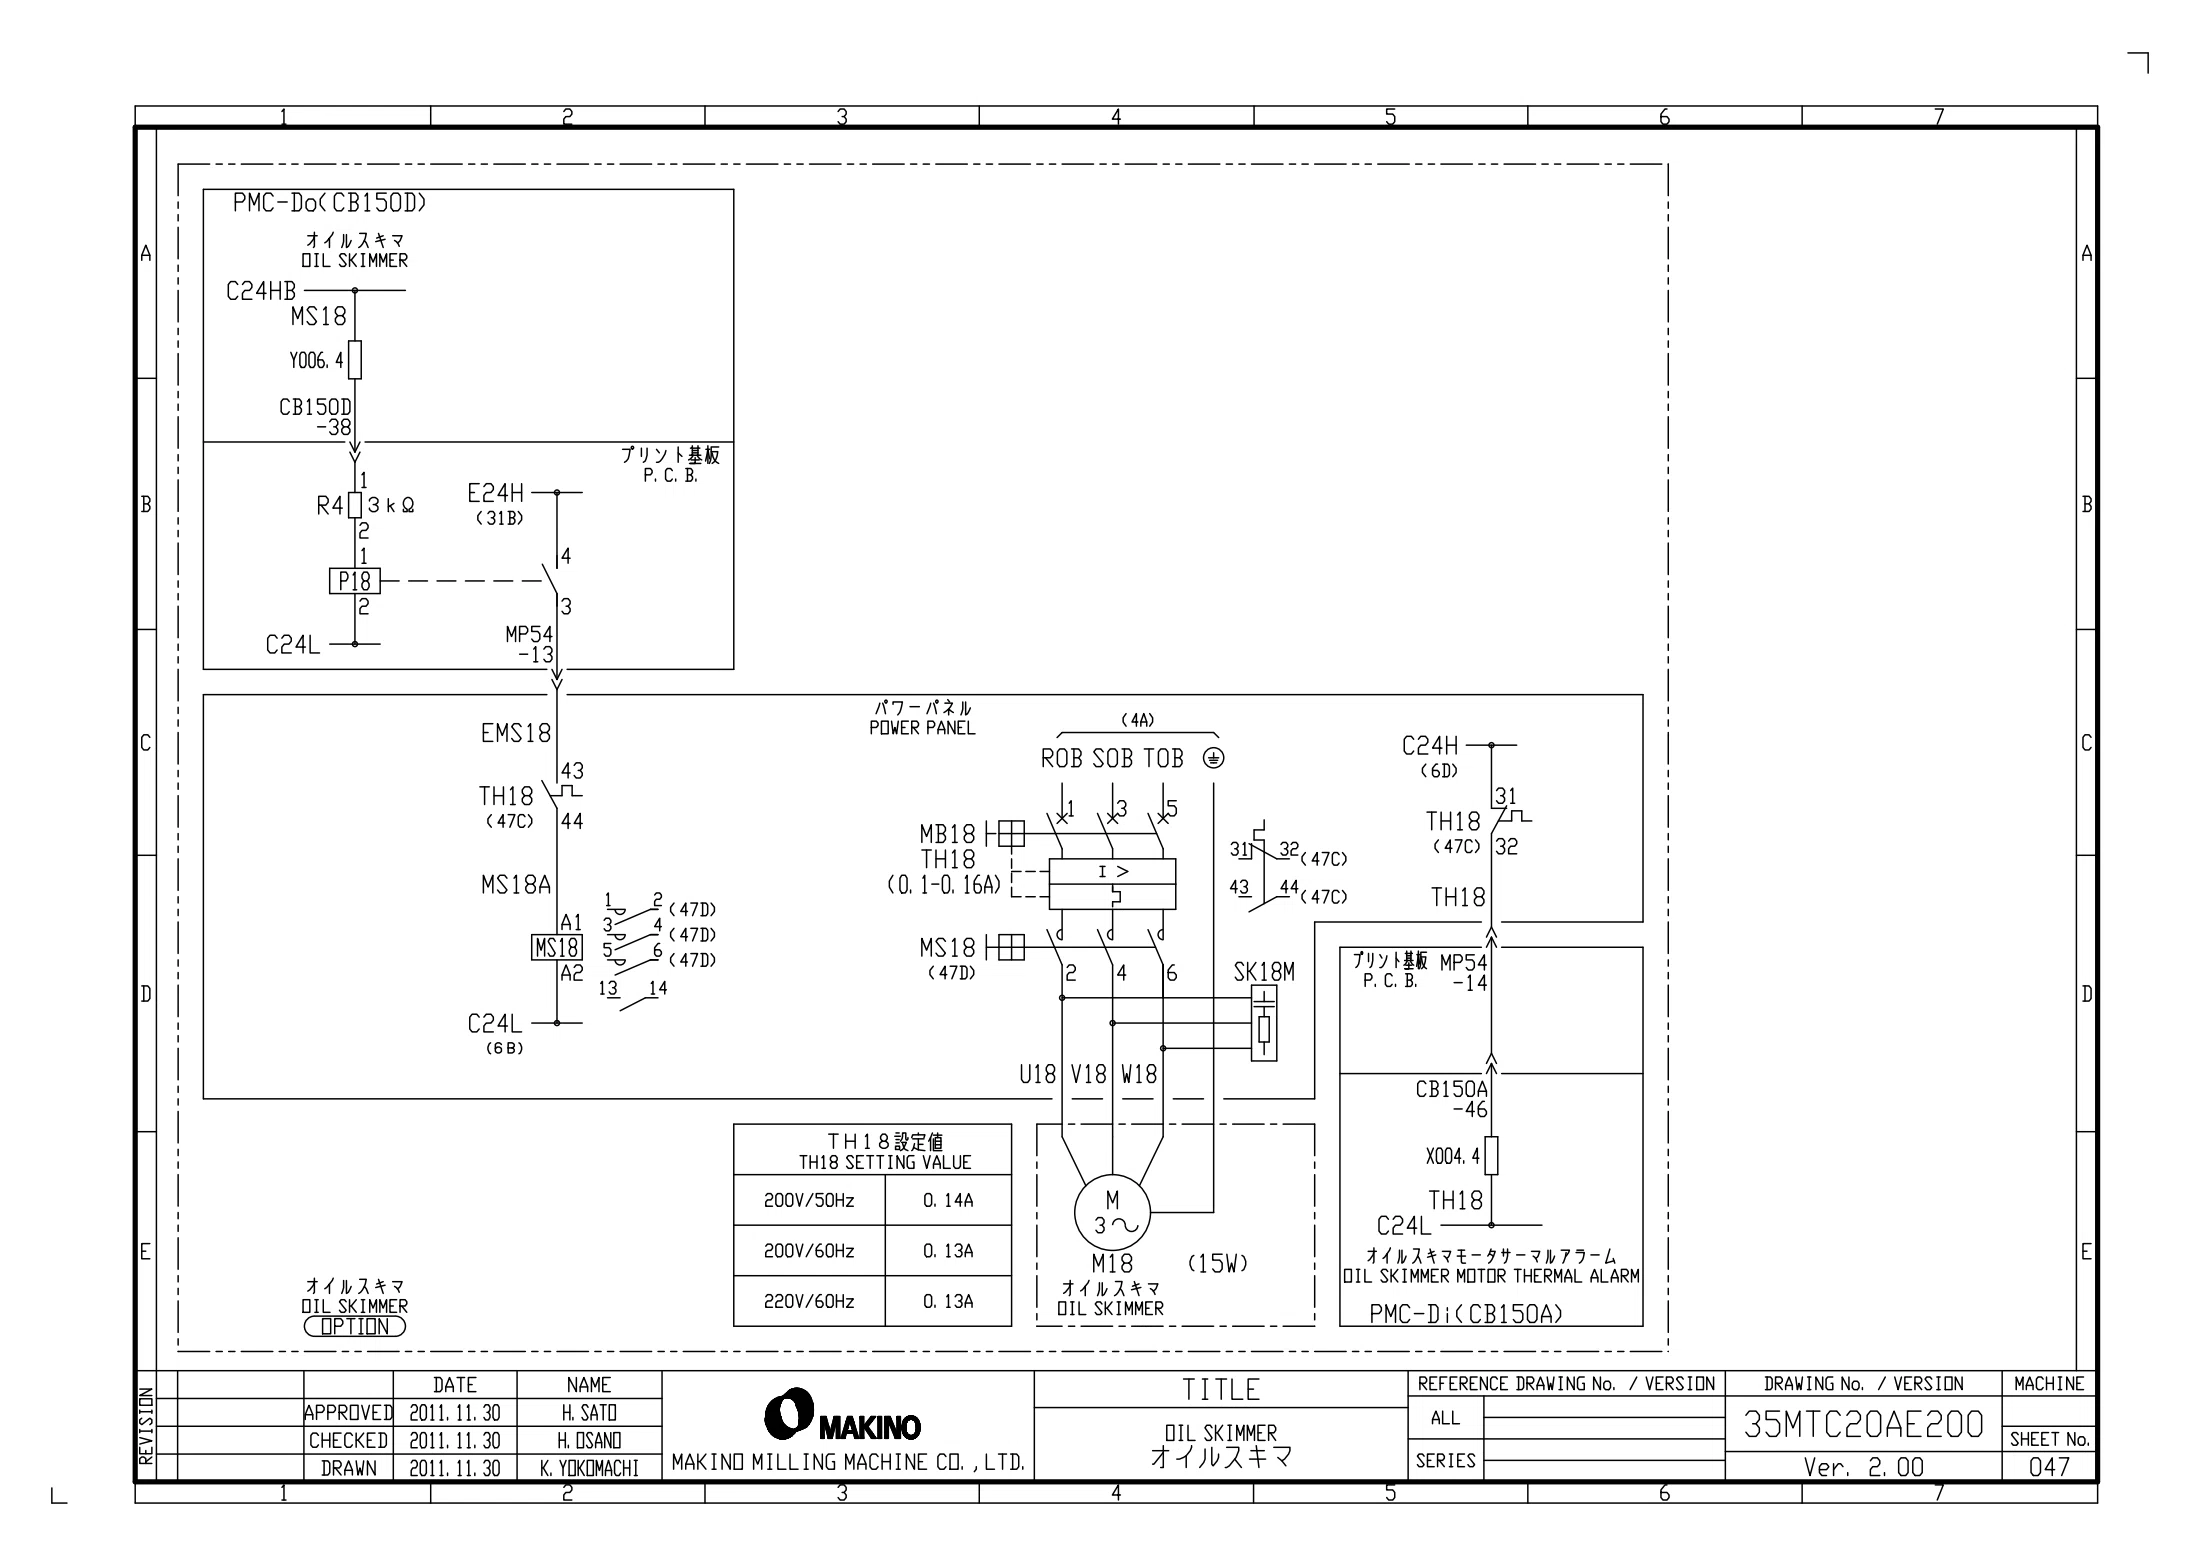 1 2 3 4 5 6 7
A
B
C
D
E
PMC-Do(CB150D)
オイルスキマ
OIL SKIMMER
C24HB
MS18
Y006.4
CB150D
-38
プリント基板
P.C.B.
1
R4 3kΩ
2
1
P18
2
C24L
E24H
(31B)
4
3
MP54
-13
パワーパネル
POWER PANEL
EMS18
43
TH18
(47C)
44
MS18A
A1
MS18
A2
C24L
(6B)
1 2 (47D)
3 4 (47D)
5 6 (47D)
13 14
(4A)
R0B S0B T0B
1 3 5
MB18
TH18
(0.1-0.16A)
I >
31 32 (47C)
43 44 (47C)
MS18
(47D)
2 4 6
SK18M
U18 V18 W18
C24H
(6D)
31
TH18
(47C)
32
TH18
プリント基板
P.C.B.
MP54
-14
CB150A
-46
X004.4
TH18
C24L
オイルスキマモータサーマルアラーム
OIL SKIMMER MOTOR THERMAL ALARM
PMC-Di(CB150A)
TH18設定値
TH18 SETTING VALUE
200V/50Hz 0.14A
200V/60Hz 0.13A
220V/60Hz 0.13A
M
3~
M18 (15W)
オイルスキマ
OIL SKIMMER
オイルスキマ
OIL SKIMMER
OPTION
A
B
C
D
E
REVISION
DATE NAME
APPROVED 2011.11.30 H.SATO
CHECKED 2011.11.30 H.OSANO
DRAWN 2011.11.30 K.YOKOMACHI
MAKINO
MAKINO MILLING MACHINE CO.,LTD.
TITLE
OIL SKIMMER
オイルスキマ
REFERENCE DRAWING No. / VERSION
ALL
SERIES
DRAWING No. / VERSION
35MTC20AE200
Ver. 2.00
MACHINE
SHEET No.
047
1 2 3 4 5 6 7